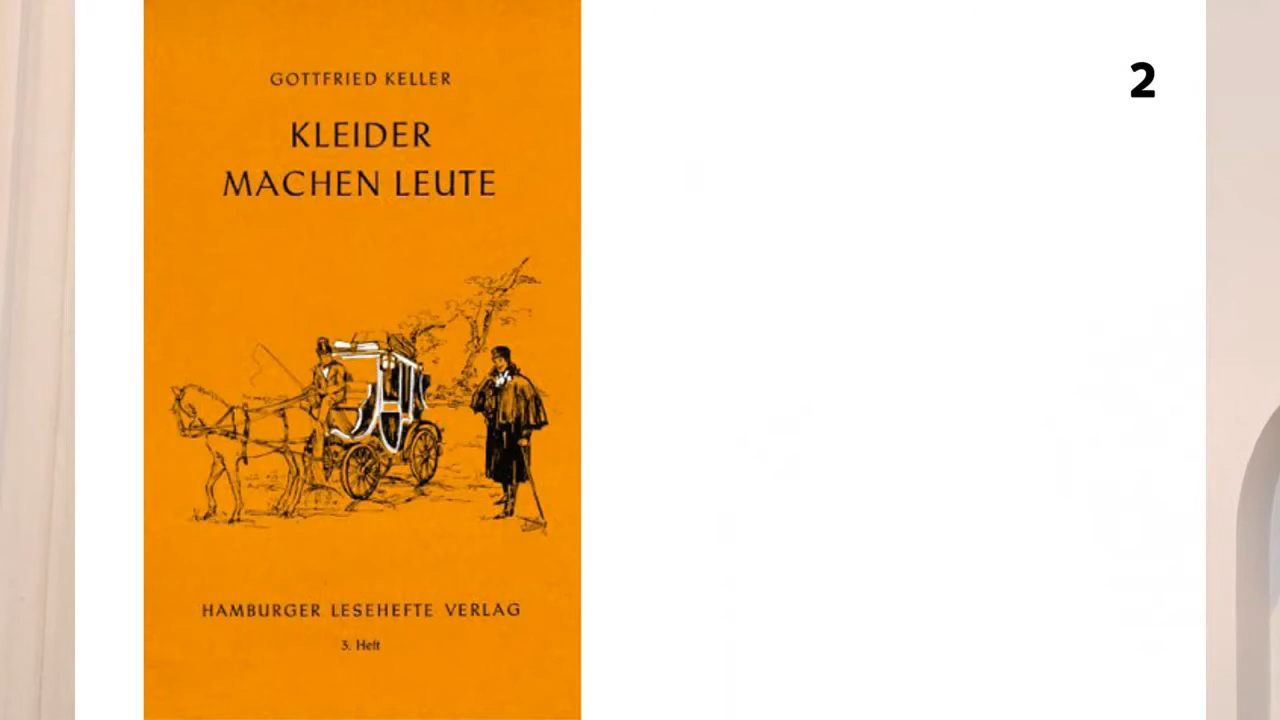 GOTTFRIED KELLER
KLEIDER
MACHEN LEUTE
HAMBURGER LESEHEFTE VERLAG
3. Heft
2